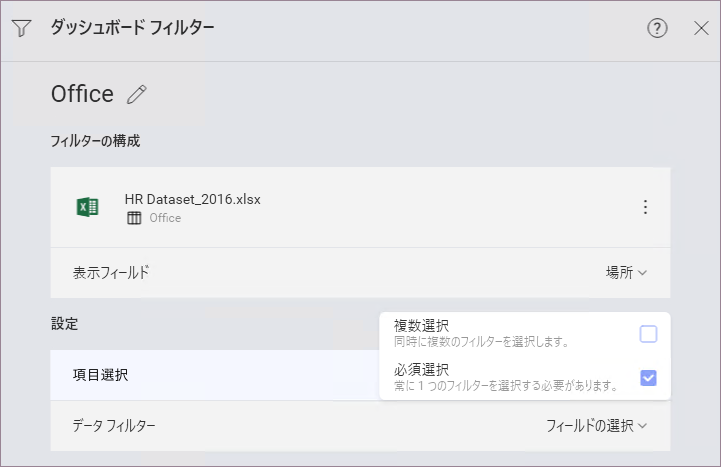 ダッシュボード フィルター
Office
フィルターの構成
HR Dataset_2016.xlsx
Office
表示フィールド 場所
設定
複数選択
同時に複数のフィルターを選択します。
項目選択
必須選択
常に 1 つのフィルターを選択する必要があります。
データ フィルター フィールドの選択